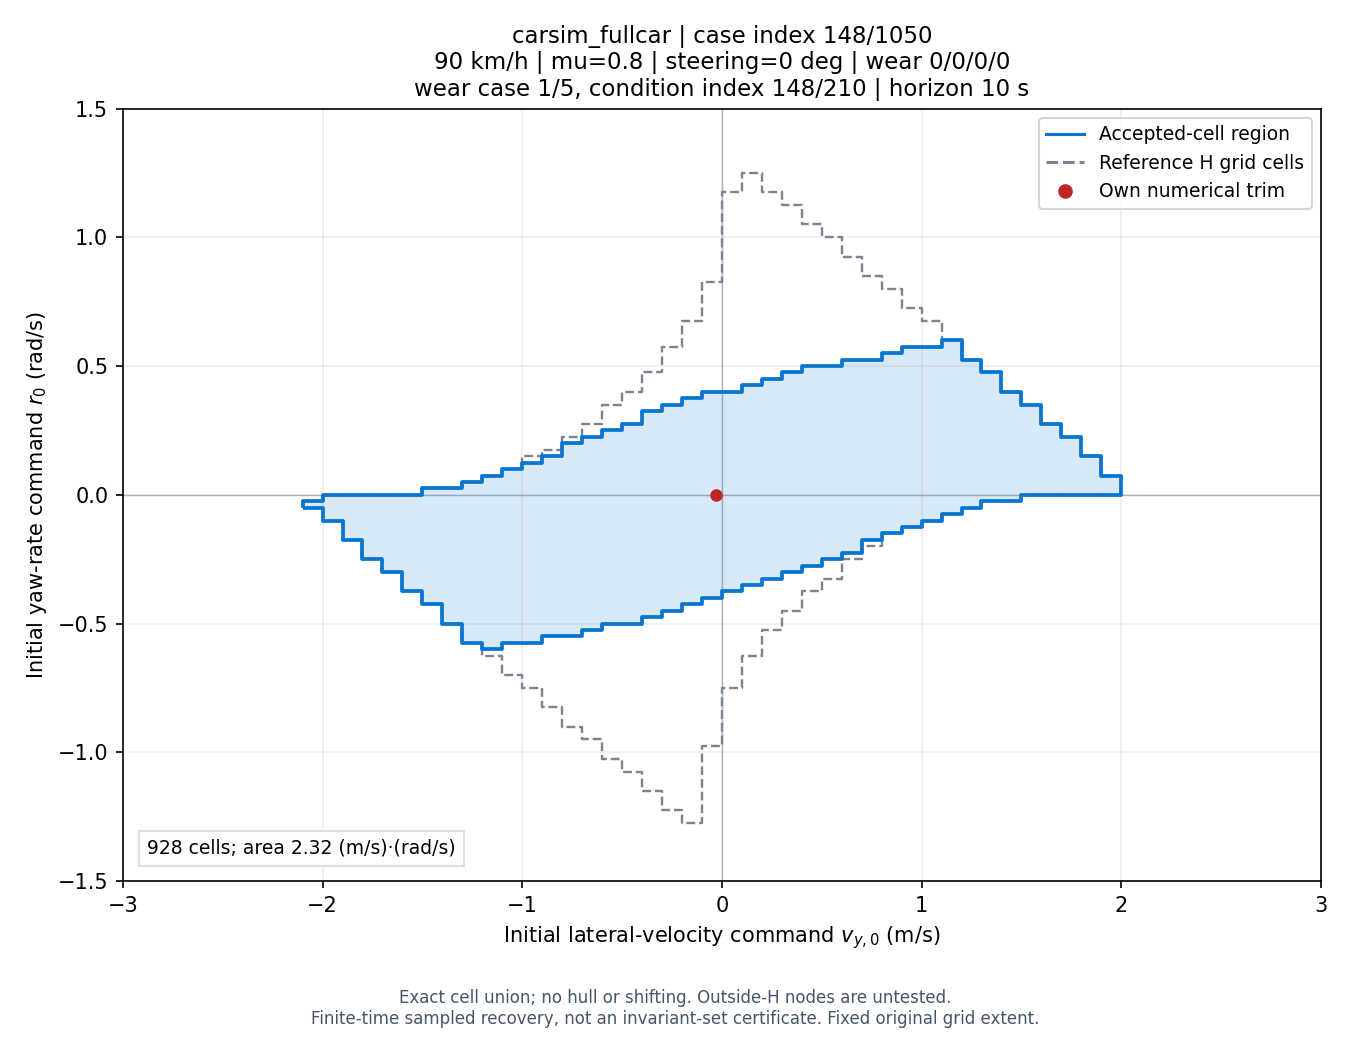 carsim_fullcar | case index 148/1050
90 km/h | mu=0.8 | steering=0 deg | wear 0/0/0/0
wear case 1/5, condition index 148/210 | horizon 10 s
Accepted-cell region
Reference H grid cells
Own numerical trim
1.5
1.0
0.5
0.0
−0.5
−1.0
−1.5
Initial yaw-rate command r0 (rad/s)
928 cells; area 2.32 (m/s)·(rad/s)
−3
−2
−1
0
1
2
3
Initial lateral-velocity command vy,0 (m/s)
Exact cell union; no hull or shifting. Outside-H nodes are untested.
Finite-time sampled recovery, not an invariant-set certificate. Fixed original grid extent.